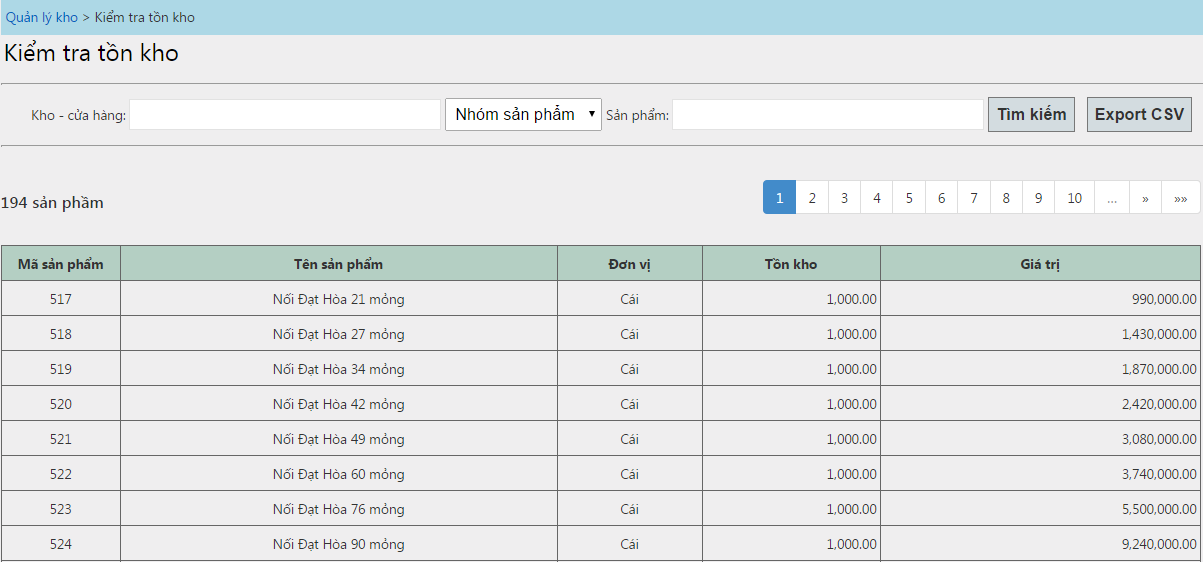 Quản lý kho > Kiểm tra tồn kho
Kiểm tra tồn kho
Kho - cửa hàng: Nhóm sản phẩm ▼ Sản phẩm: Tìm kiếm Export CSV
194 sản phầm 1 2 3 4 5 6 7 8 9 10 ... » »»
Mã sản phẩm Tên sản phẩm Đơn vị Tồn kho Giá trị
517 Nối Đạt Hòa 21 mỏng Cái 1,000.00 990,000.00
518 Nối Đạt Hòa 27 mỏng Cái 1,000.00 1,430,000.00
519 Nối Đạt Hòa 34 mỏng Cái 1,000.00 1,870,000.00
520 Nối Đạt Hòa 42 mỏng Cái 1,000.00 2,420,000.00
521 Nối Đạt Hòa 49 mỏng Cái 1,000.00 3,080,000.00
522 Nối Đạt Hòa 60 mỏng Cái 1,000.00 3,740,000.00
523 Nối Đạt Hòa 76 mỏng Cái 1,000.00 5,500,000.00
524 Nối Đạt Hòa 90 mỏng Cái 1,000.00 9,240,000.00